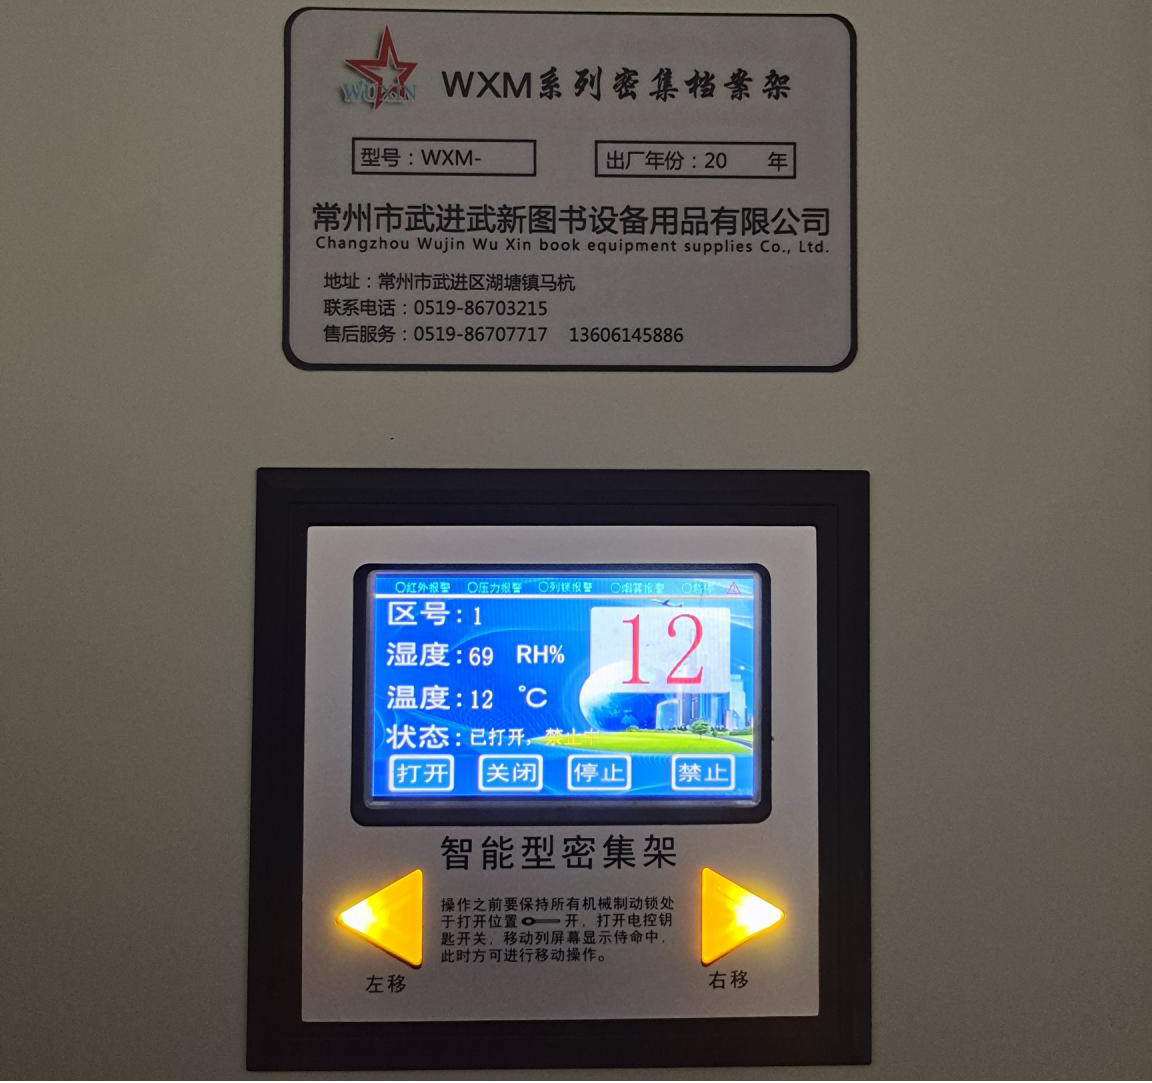 WUXIN
WXM系列密集档案架
型号：WXM-
出厂年份：20 年
常州市武进武新图书设备用品有限公司
Changzhou Wujin Wu Xin book equipment supplies Co., Ltd.
地址：常州市武进区湖塘镇马杭
联系电话：0519-86703215
售后服务：0519-86707717 13606145886
红外报警 压力报警 列锁报警 烟雾报警
区号：1
12
湿度：69 RH%
温度：12 ℃
状态：已打开，禁止中
打开 关闭 停止 禁止
智能型密集架
操作之前要保持所有机械制动锁处
于打开位置 开，打开电控钥
匙开关，移动列屏幕显示侍命中，
此时方可进行移动操作。
左移
右移